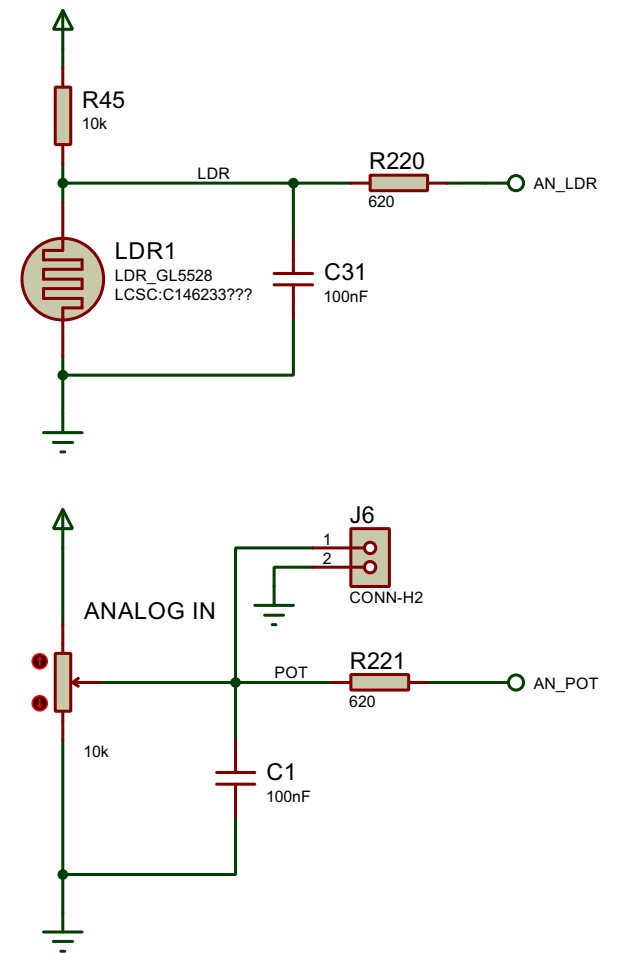 R45
10k
LDR
R220
620
AN_LDR
LDR1
LDR_GL5528
LCSC:C146233???
C31
100nF
J6
1
2
CONN-H2
ANALOG IN
POT
R221
620
AN_POT
10k
C1
100nF